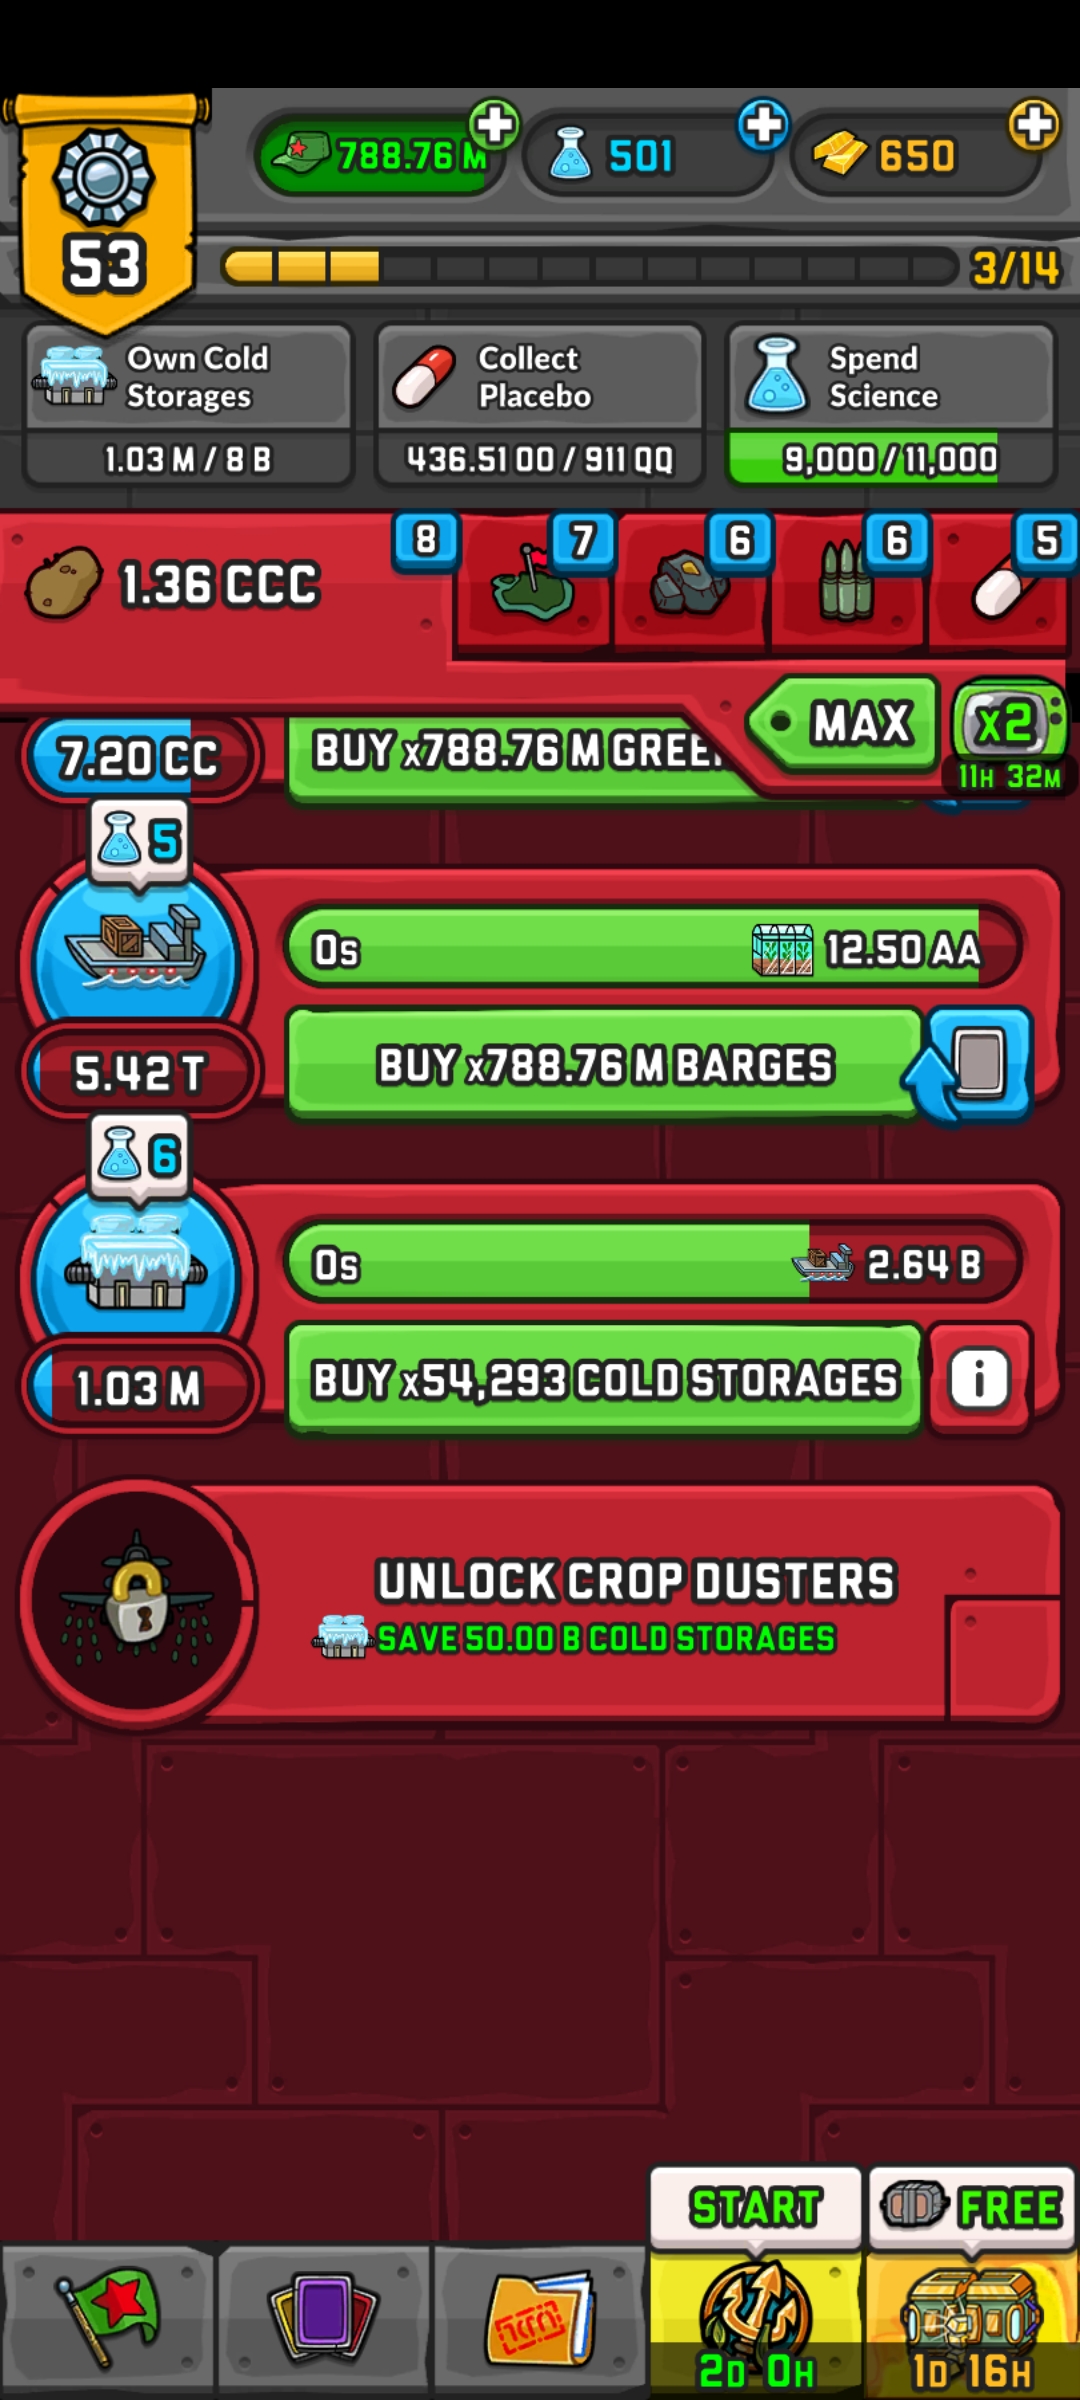 788.76 M
501
650
53
3/14
Own Cold
Storages
Collect
Placebo
Spend
Science
1.03 M / 8 B
436.51 OO / 911 QQ
9,000 / 11,000
1.36 CCC
8
7
6
6
5
MAX
x2
11H 32M
7.20 CC
BUY x788.76 M GREE
5
0s
12.50 AA
5.42 T
BUY x788.76 M BARGES
6
0s
2.64 B
1.03 M
BUY x54,293 COLD STORAGES
i
UNLOCK CROP DUSTERS
SAVE 50.00 B COLD STORAGES
START
FREE
2D 0H
1D 16H